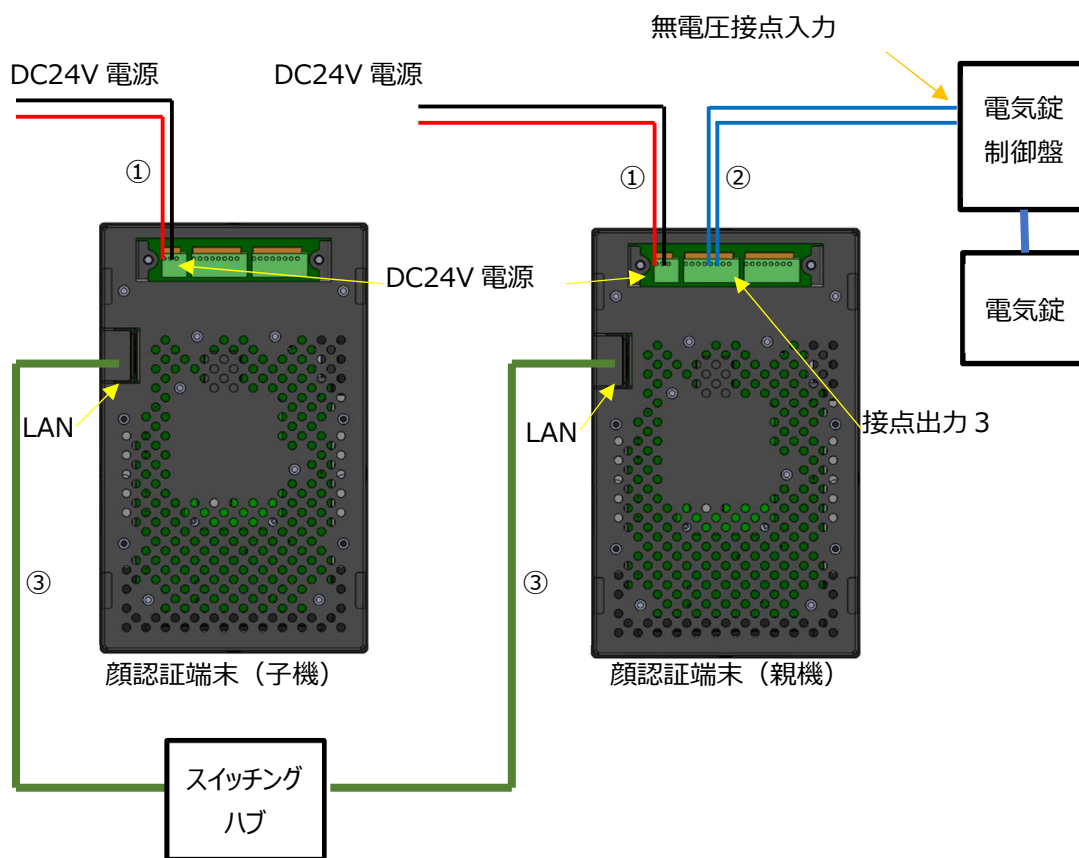 無電圧接点入力
DC24V 電源
DC24V 電源
電気錠
制御盤
①
①
②
DC24V 電源
電気錠
LAN
LAN
接点出力 3
③
③
顔認証端末（子機）
顔認証端末（親機）
スイッチング
ハブ